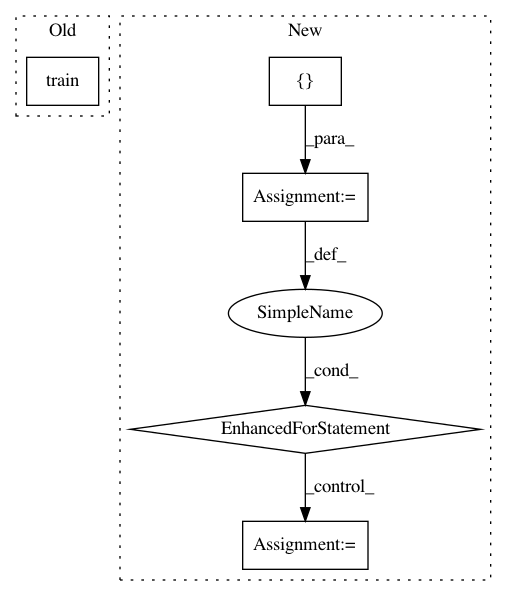 Old
New
train
{}
_para_
Assignment:=
_def_
SimpleName
_cond_
EnhancedForStatement
_control_
Assignment:=